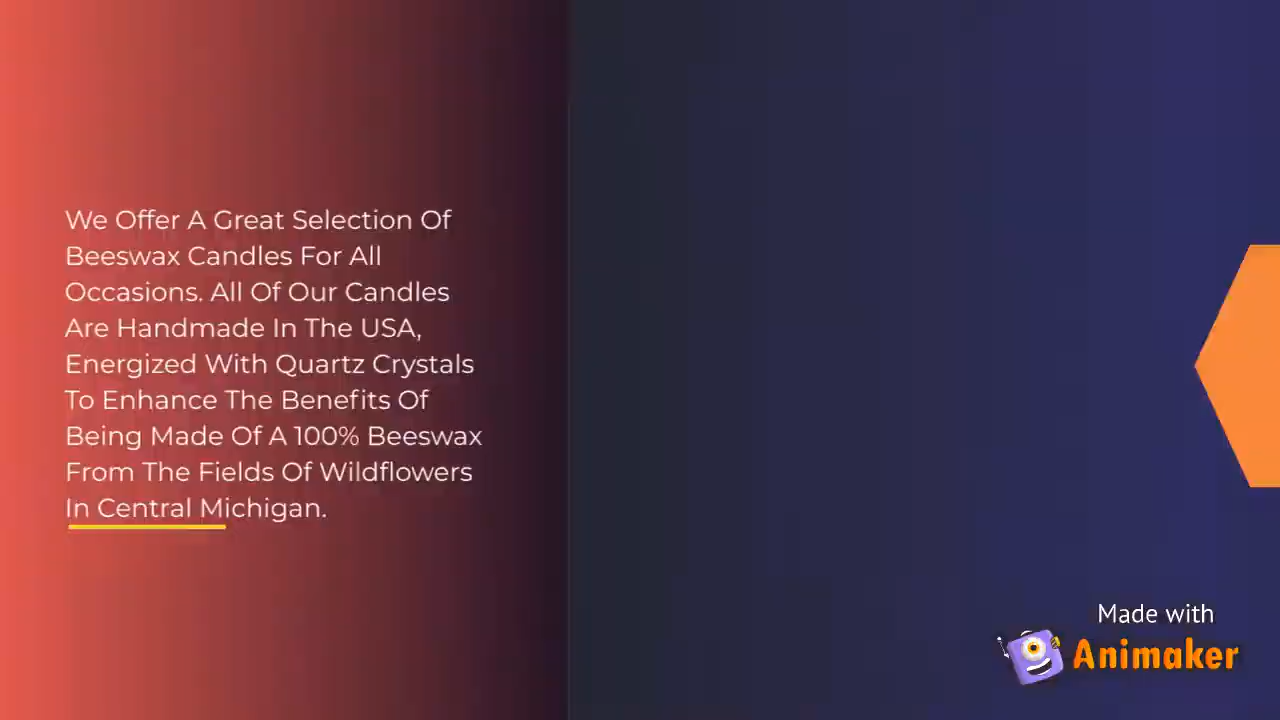 We Offer A Great Selection Of
Beeswax Candles For All
Occasions. All Of Our Candles
Are Handmade In The USA,
Energized With Quartz Crystals
To Enhance The Benefits Of
Being Made Of A 100% Beeswax
From The Fields Of Wildflowers
In Central Michigan.
Made with
Animaker